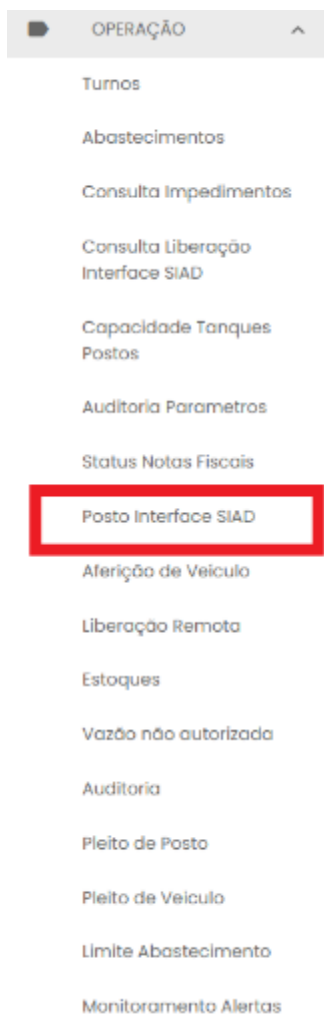 OPERAÇÃO
Turnos
Abastecimentos
Consulta Impedimentos
Consulta Liberação
Interface SIAD
Capacidade Tanques
Postos
Auditoria Parametros
Status Notas Fiscais
Posto Interface SIAD
Aferição de Veiculo
Liberação Remota
Estoques
Vazão não autorizada
Auditoria
Pleito de Posto
Pleito de Veiculo
Limite Abastecimento
Monitoramento Alertas